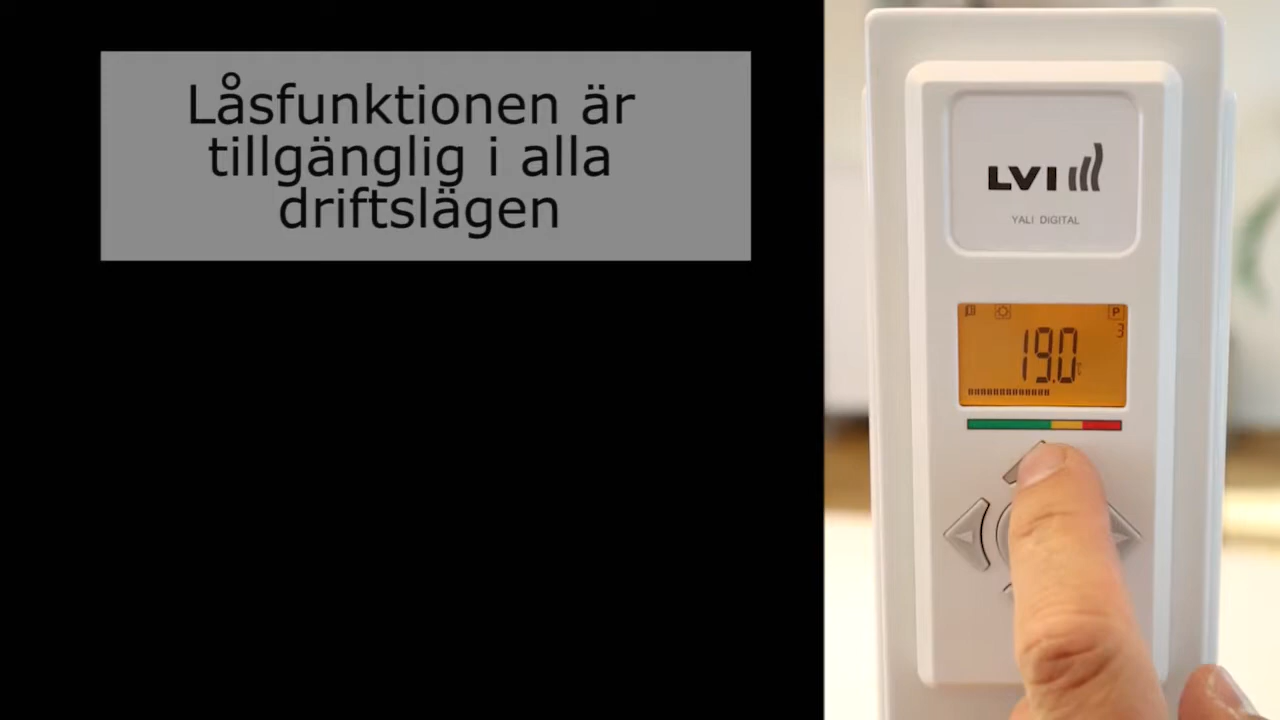 Låsfunktionen är
tillgänglig i alla
driftslägen
LVI
YALI DIGITAL
P
3
19.0